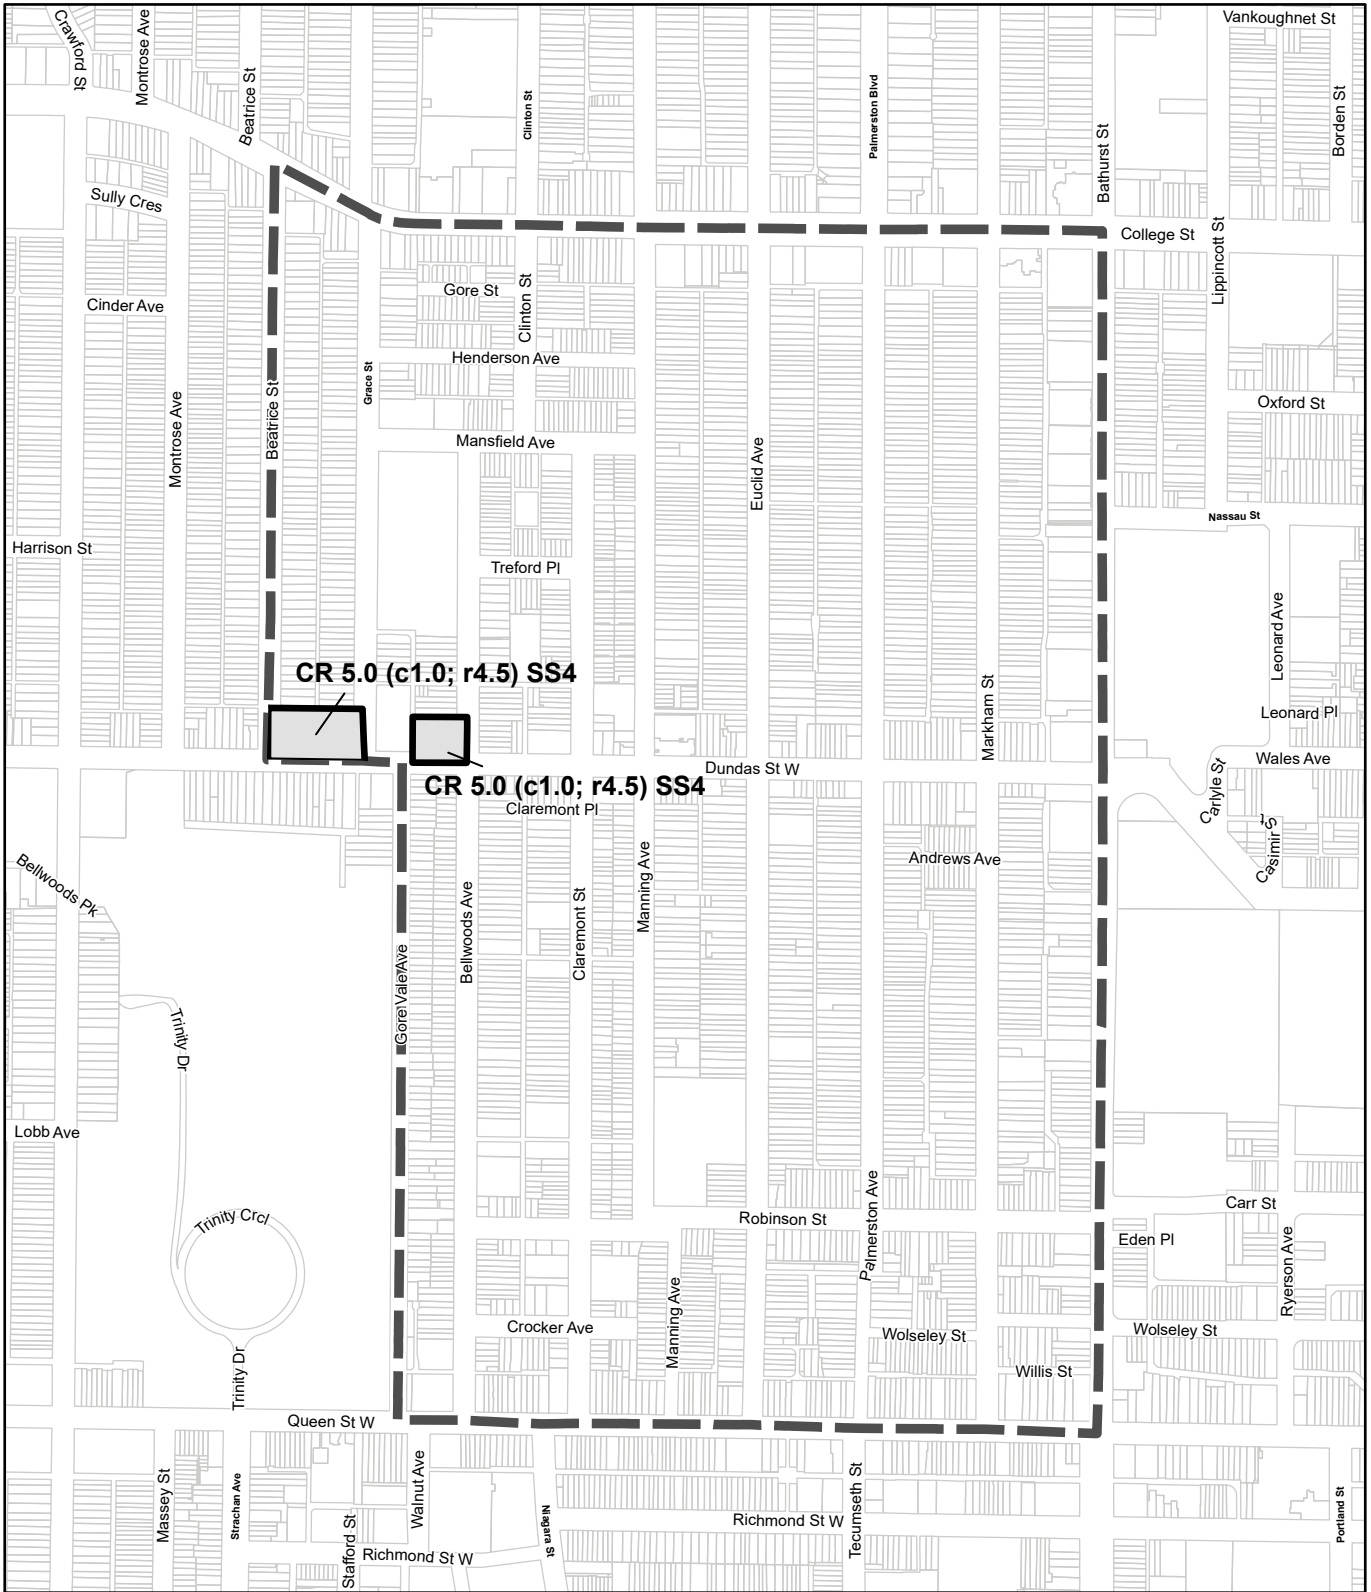 Crawford St
Montrose Ave
Beatrice St
Clinton St
Palmerston Blvd
Bathurst St
Vankoughnet St
Borden St
Sully Cres
College St
Lippincott St
Cinder Ave
Gore St
Clinton St
Henderson Ave
Grace St
Montrose Ave
Beatrice St
Mansfield Ave
Euclid Ave
Oxford St
Nassau St
Harrison St
Treford Pl
Leonard Ave
CR 5.0 (c1.0; r4.5) SS4
Markham St
Leonard Pl
Dundas St W
Wales Ave
CR 5.0 (c1.0; r4.5) SS4
Claremont Pl
Carlyle St
Casimir St
Andrews Ave
Manning Ave
Bellwoods Pk
Bellwoods Ave
Claremont St
Gore Vale Ave
Trinity Dr
Lobb Ave
Trinity Crcl
Robinson St
Palmerston Ave
Carr St
Eden Pl
Ryerson Ave
Crocker Ave
Manning Ave
Wolseley St
Wolseley St
Willis St
Trinity Dr
Queen St W
Massey St
Strachan Ave
Stafford St
Walnut Ave
Niagara St
Tecumseth St
Portland St
Richmond St W
Richmond St W